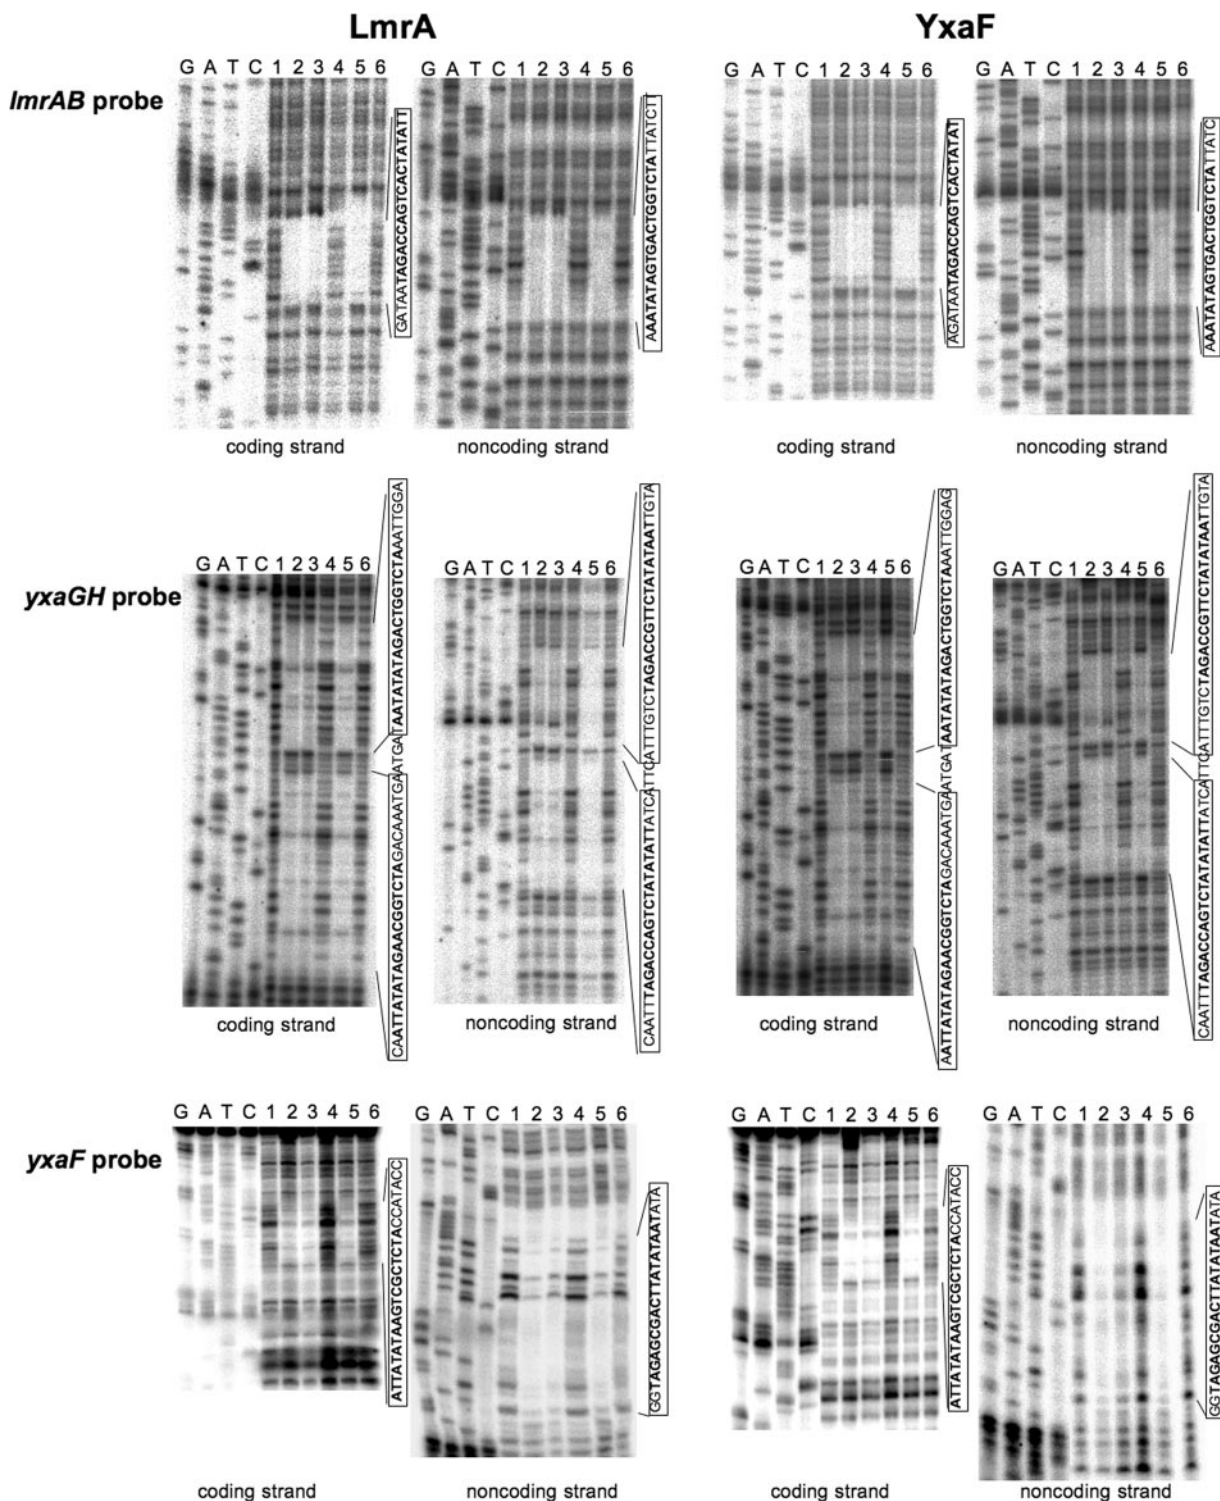 LmrA
YxaF
lmrAB probe
G A T C 1 2 3 4 5 6
GATAATAGACCAGTCACTATATT
G A T C 1 2 3 4 5 6
AAATATAGTGACTGGTCTATTATCTT
G A T C 1 2 3 4 5 6
AGATAATAGACCAGTCACTATAT
G A T C 1 2 3 4 5 6
AAATATAGTGACTGGTCTATTATC
coding strand
noncoding strand
coding strand
noncoding strand
yxaGH probe
G A T C 1 2 3 4 5 6
CAATTATATAGAACGGTCTAGACAAATGAATGATAATATATAGACTGGTCTAAATTGGA
G A T C 1 2 3 4 5 6
CAATTTAGACCAGTCTATATATTATCATTCATTTGTCTAGACCGTTCTATATAATTGTA
G A T C 1 2 3 4 5 6
AATTATATAGAACGGTCTAGACAAATGAATGATAATATATAGACTGGTCTAAATTGGAG
G A T C 1 2 3 4 5 6
CAATTTAGACCAGTCTATATATTATCATTCATTTGTCTAGACCGTTCTATATAATTGTA
coding strand
noncoding strand
coding strand
noncoding strand
yxaF probe
G A T C 1 2 3 4 5 6
ATTATATAAGTCGCTCTACCATACC
G A T C 1 2 3 4 5 6
GGTAGAGCGACTTATATAATATA
G A T C 1 2 3 4 5 6
ATTATATAAGTCGCTCTACCATACC
G A T C 1 2 3 4 5 6
GGTAGAGCGACTTATATAATATA
coding strand
noncoding strand
coding strand
noncoding strand